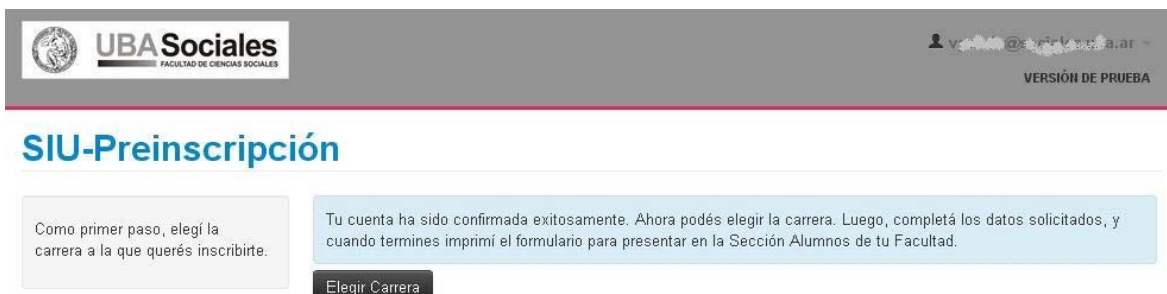 UBA Sociales
FACULTAD DE CIENCIAS SOCIALES
VERSIÓN DE PRUEBA
SIU-Preinscripción
Como primer paso, elegí la
carrera a la que querés inscribirte.
Tu cuenta ha sido confirmada exitosamente. Ahora podés elegir la carrera. Luego, completá los datos solicitados, y
cuando termines imprimí el formulario para presentar en la Sección Alumnos de tu Facultad.
Elegir Carrera